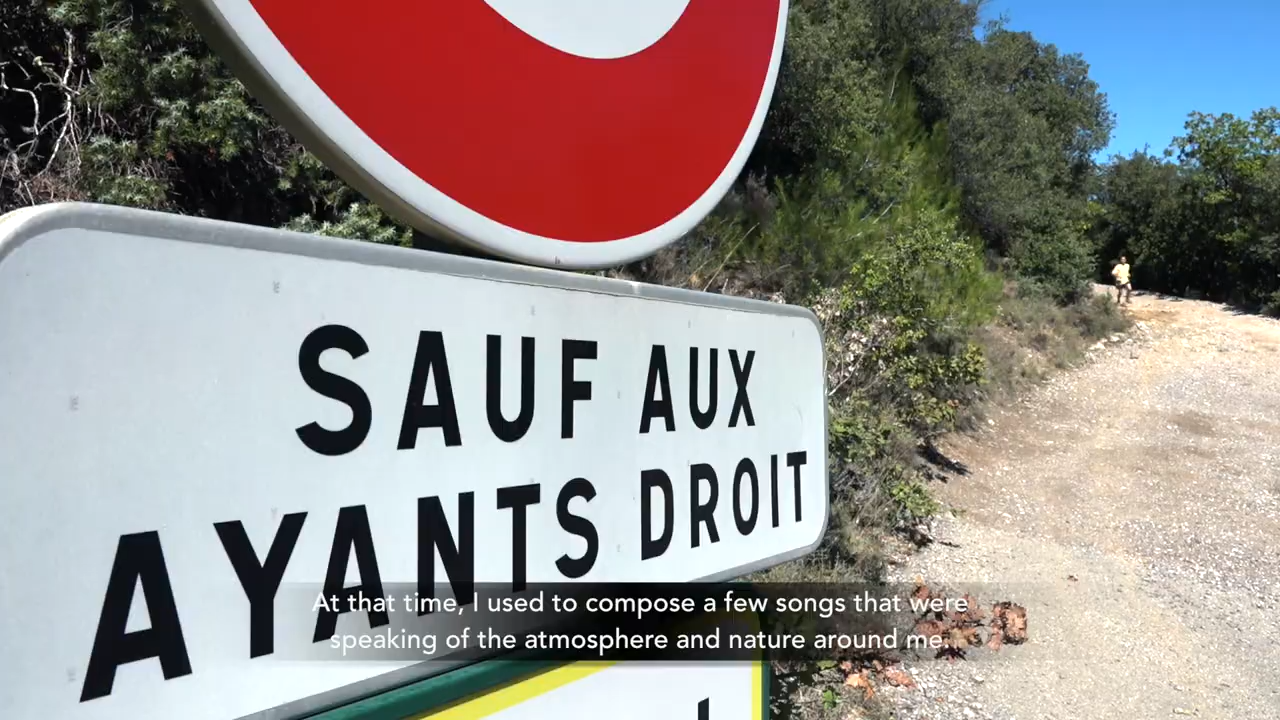 SAUF AUX
AYANTS DROIT
At that time, I used to compose a few songs that were
speaking of the atmosphere and nature around me